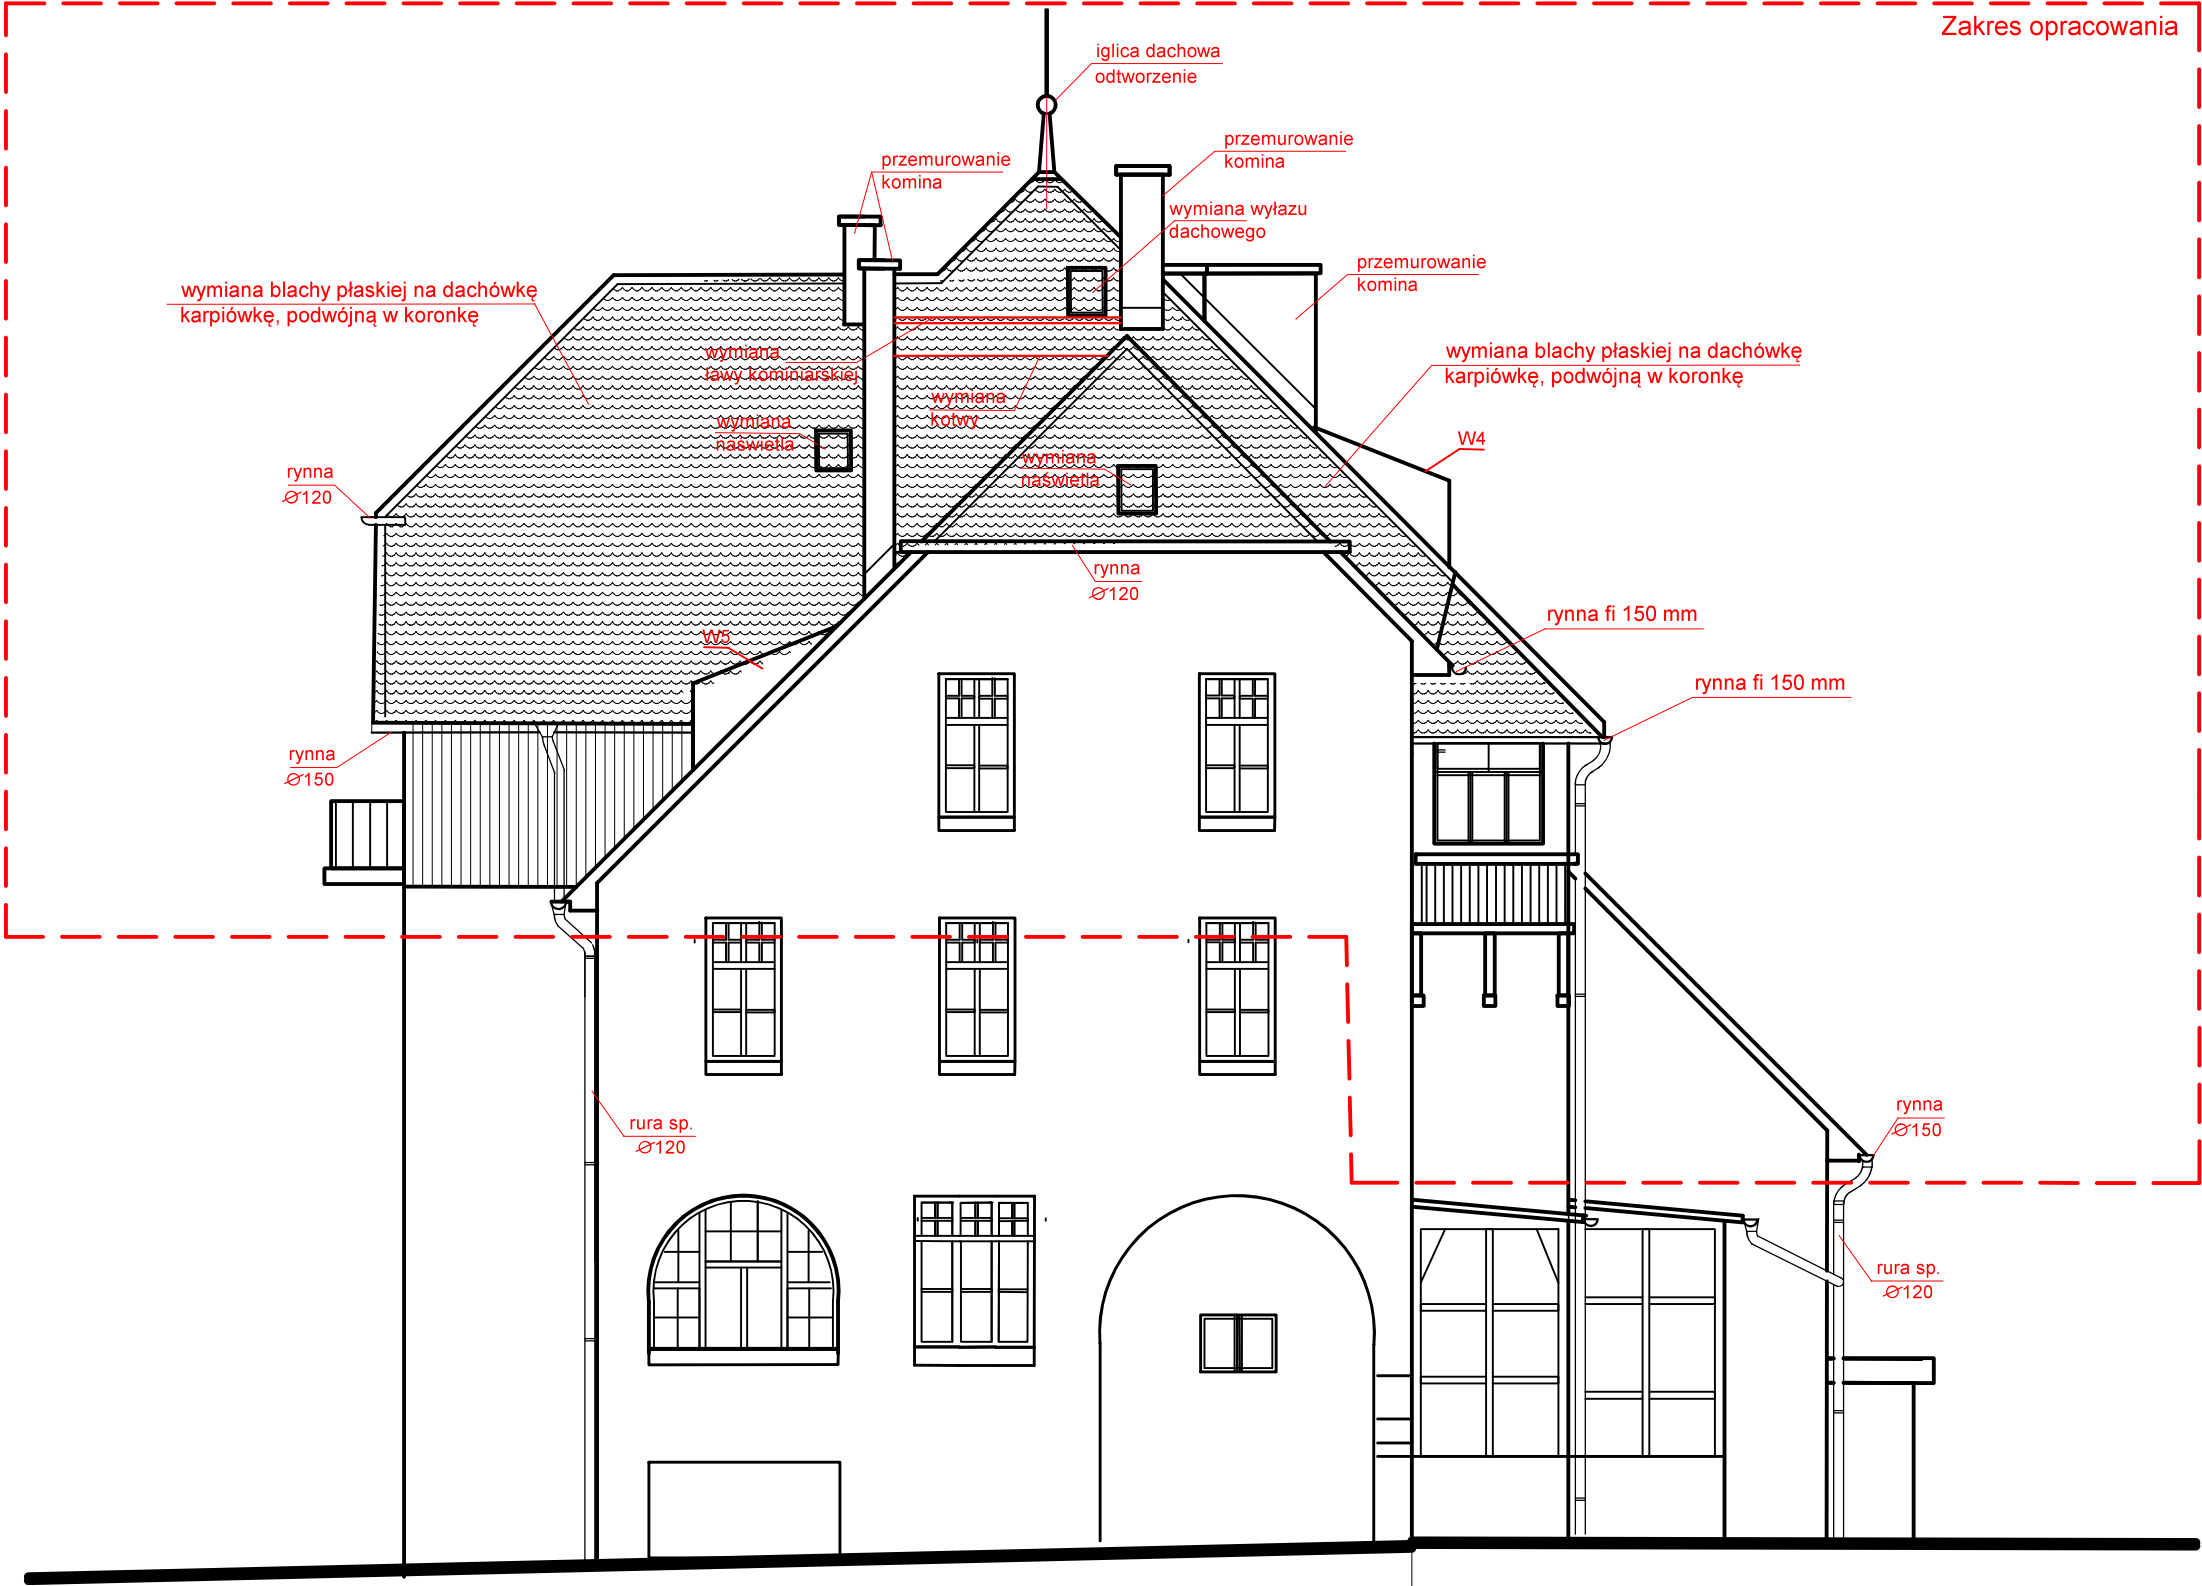 Zakres opracowania
iglica dachowa
odtworzenie
przemurowanie
komina
przemurowanie
komina
wymiana wyłazu
dachowego
przemurowanie
komina
wymiana blachy płaskiej na dachówkę
karpiówkę, podwójną w koronkę
wymiana
ławy kominiarskiej
wymiana blachy płaskiej na dachówkę
karpiówkę, podwójną w koronkę
wymiana
kotwy
wymiana
naświetla
W4
wymiana
naświetla
rynna
∅120
rynna
∅120
rynna fi 150 mm
W5
rynna fi 150 mm
rynna
∅150
rura sp.
∅120
rynna
∅150
rura sp.
∅120